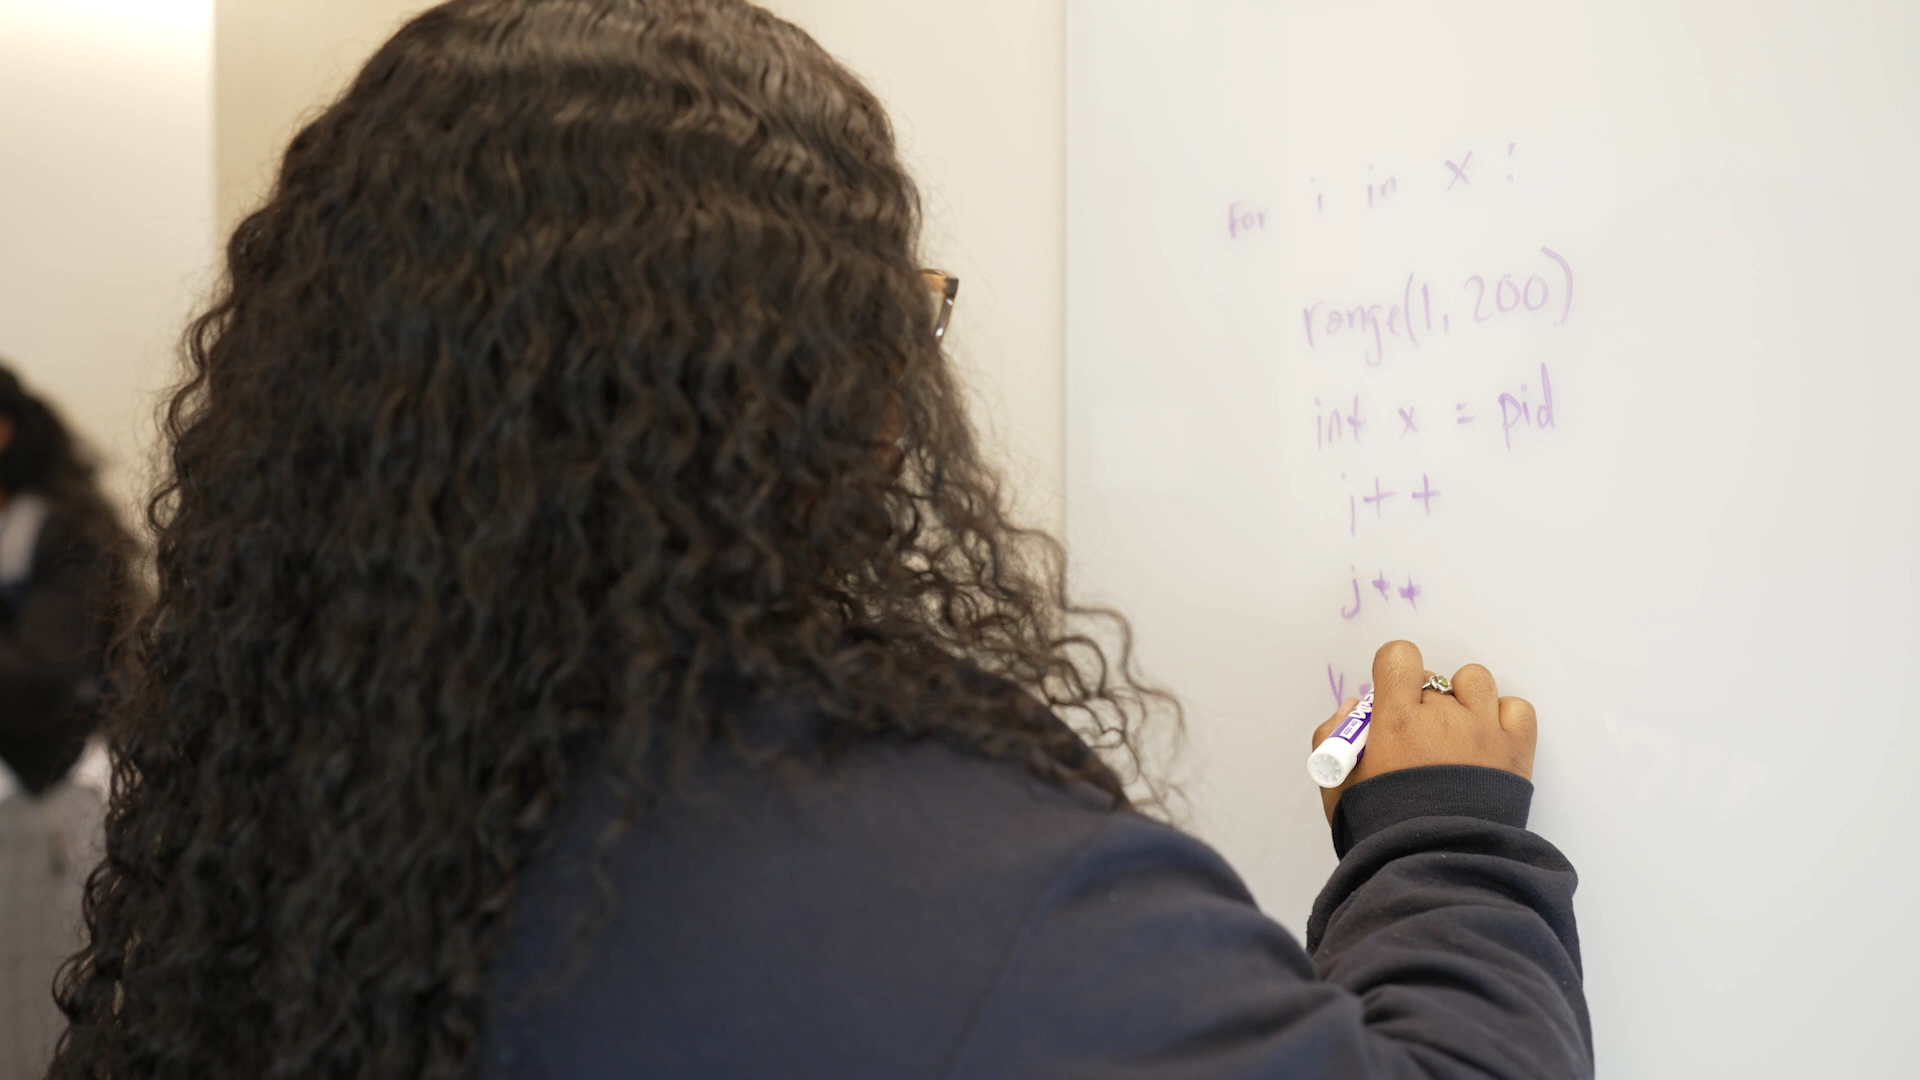 For i in x :
range(1, 200)
int x = pid
j++
j++